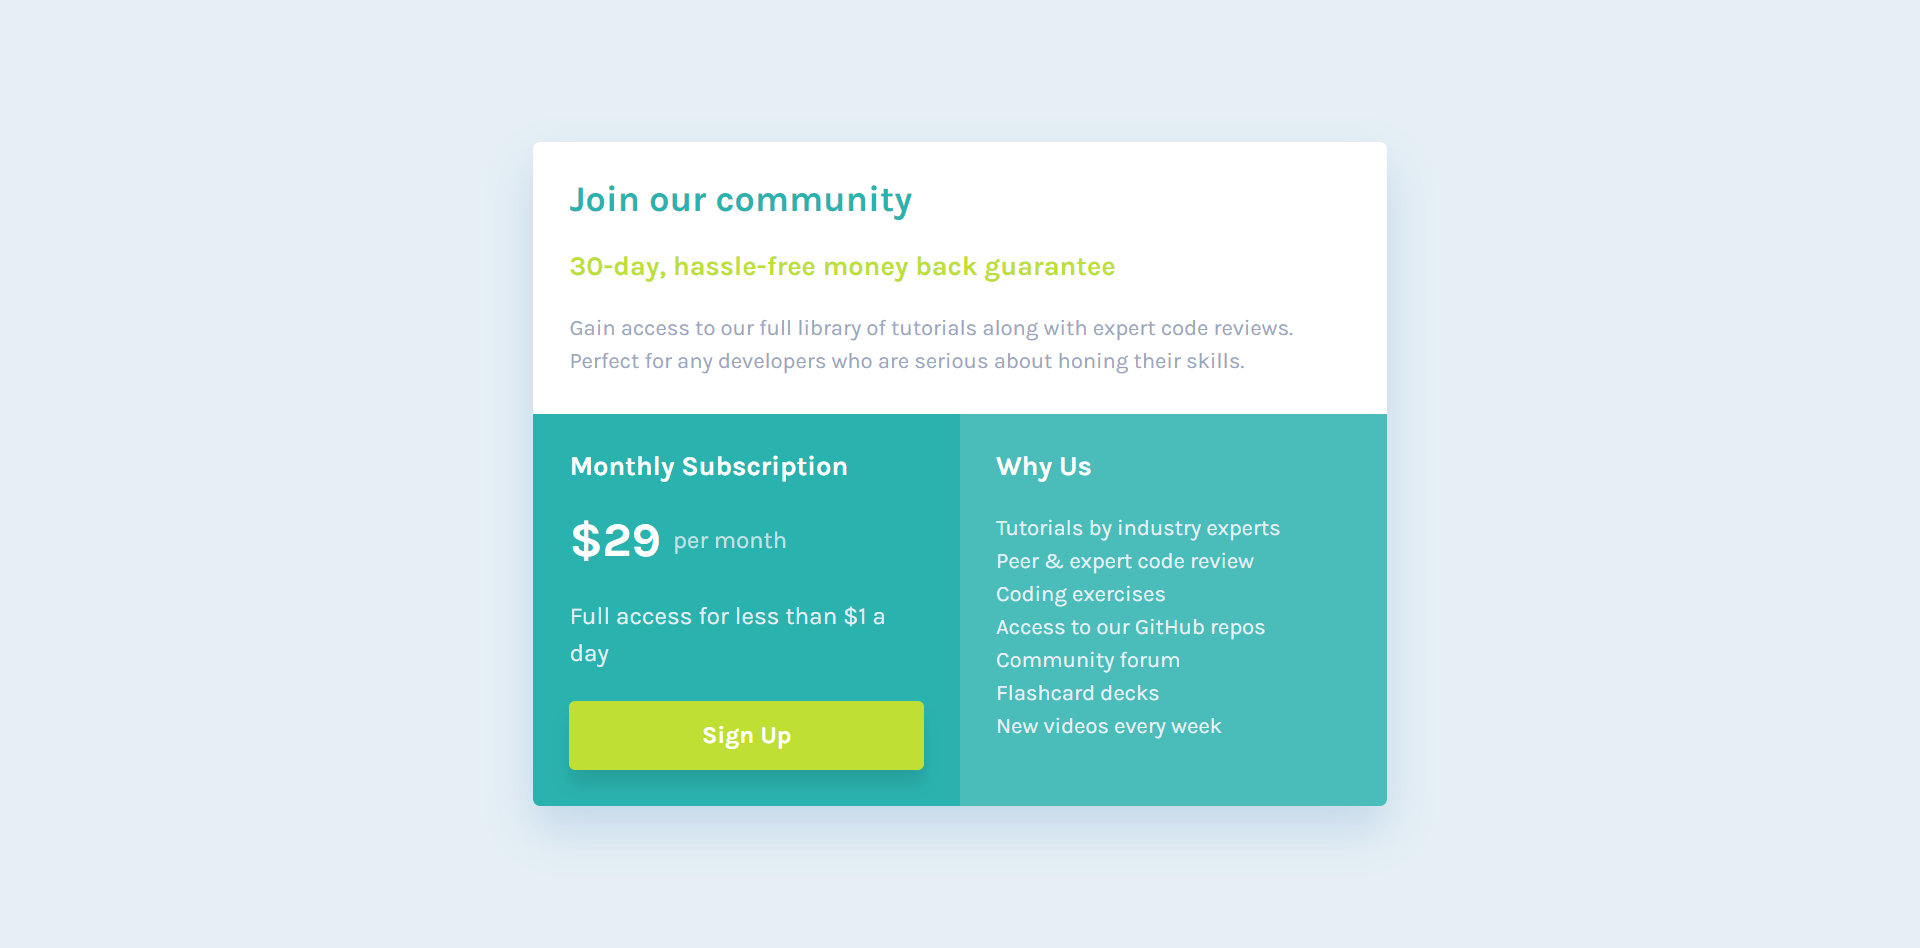 Join our community
30-day, hassle-free money back guarantee
Gain access to our full library of tutorials along with expert code reviews.
Perfect for any developers who are serious about honing their skills.
Monthly Subscription
$29 per month
Full access for less than $1 a
day
Sign Up
Why Us
Tutorials by industry experts
Peer & expert code review
Coding exercises
Access to our GitHub repos
Community forum
Flashcard decks
New videos every week